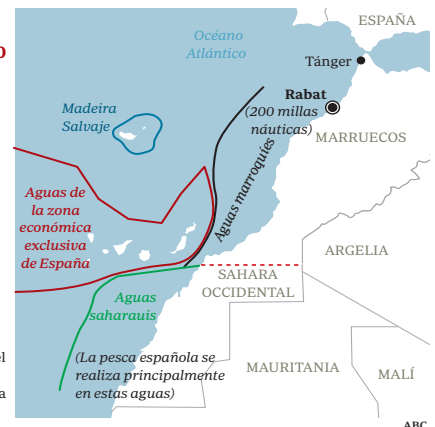 ESPAÑA
O
Océano
Atlántico
Tánger
Rabat
(200 millas
náuticas)
MARRUECOS
Madeira
Salvaje
Aguas marroquíes
Aguas de
la zona
económica
exclusiva
de España
ARGELIA
SAHARA
OCCIDENTAL
Aguas
saharauis
(La pesca española se
realiza principalmente
en estas aguas)
el
a
MAURITANIA
MALÍ
ABC